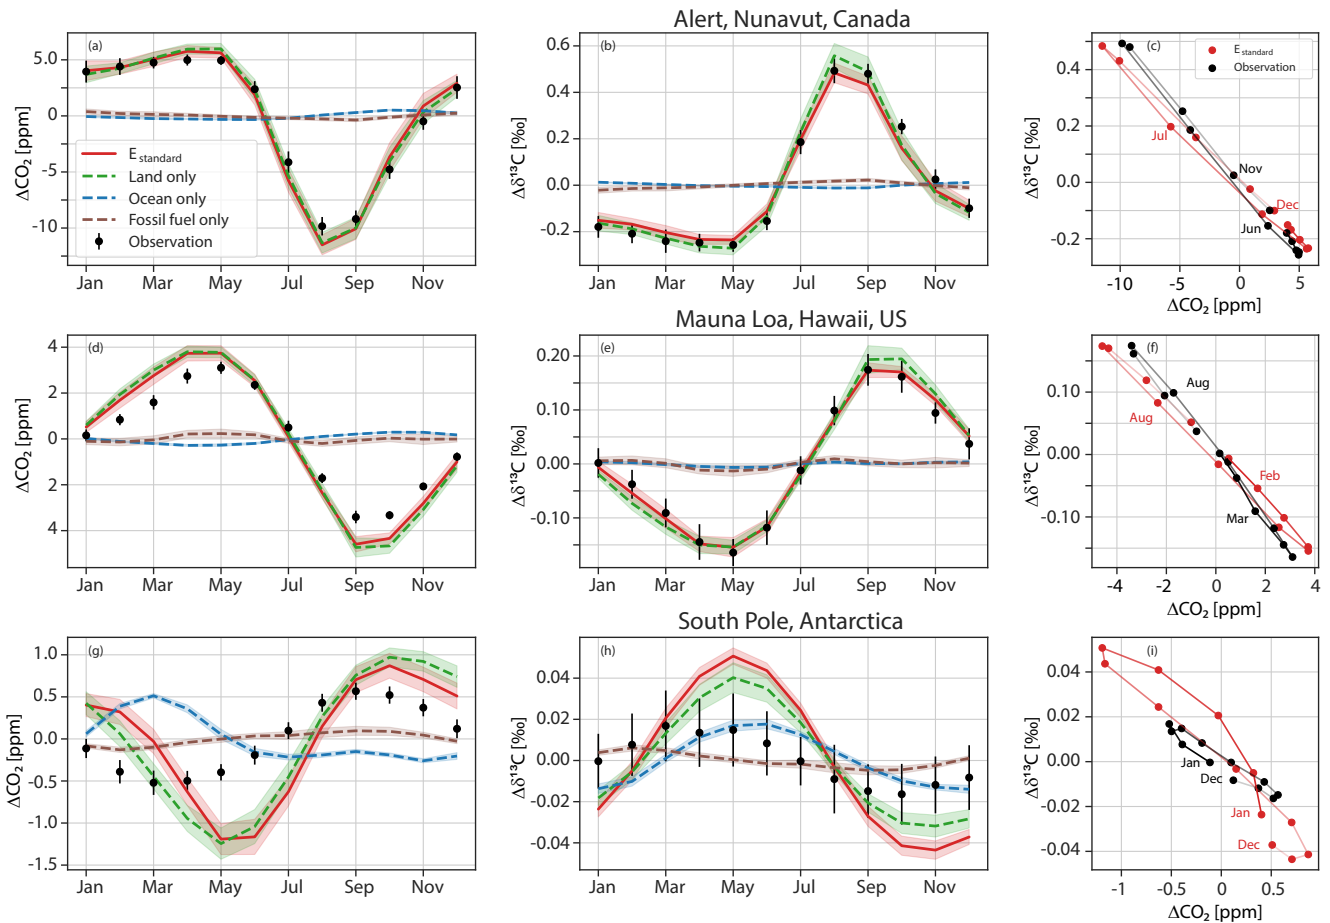 Alert, Nunavut, Canada
(a)
5.0
0
-5
-10
ΔCO₂ [ppm]
E standard
Land only
Ocean only
Fossil fuel only
Observation
Jan Mar May Jul Sep Nov
(b)
0.6
0.4
0.2
0.0
-0.2
Δδ¹³C [‰]
Jan Mar May Jul Sep Nov
(c)
E standard
Observation
0.4
0.2
0.0
-0.2
Δδ¹³C [‰]
Jul
Nov
Dec
Jun
-10 -5 0 5
ΔCO₂ [ppm]
Mauna Loa, Hawaii, US
(d)
4
2
0
2
4
ΔCO₂ [ppm]
Jan Mar May Jul Sep Nov
(e)
0.20
0.10
0.00
-0.10
Δδ¹³C [‰]
Jan Mar May Jul Sep Nov
(f)
0.10
0.00
-0.10
Δδ¹³C [‰]
Aug
Aug
Feb
Mar
-4 -2 0 2 4
ΔCO₂ [ppm]
South Pole, Antarctica
(g)
1.0
0.5
0.0
-0.5
-1.0
-1.5
ΔCO₂ [ppm]
Jan Mar May Jul Sep Nov
(h)
0.04
0.02
0.00
-0.02
-0.04
Δδ¹³C [‰]
Jan Mar May Jul Sep Nov
(i)
0.04
0.02
0.00
-0.02
-0.04
Δδ¹³C [‰]
Jan
Dec
Jan
Dec
-1 -0.5 0 0.5
ΔCO₂ [ppm]